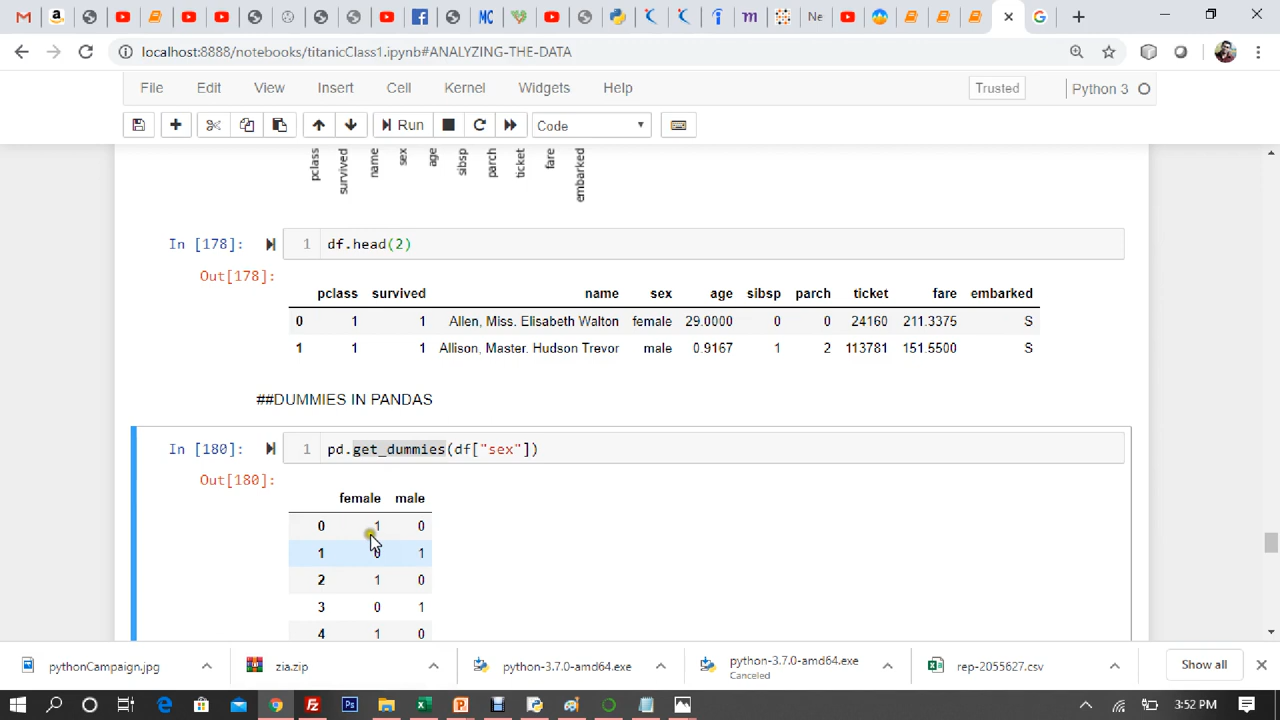 MC
Ne
localhost:8888/notebooks/titanicClass1.ipynb#ANALYZING-THE-DATA
File Edit View Insert Cell Kernel Widgets Help Trusted Python 3
Run Code
pclass survived name sex age sibsp parch ticket fare embarked
In [178]: 1 df.head(2)
Out[178]:
pclass survived name sex age sibsp parch ticket fare embarked
0 1 1 Allen, Miss. Elisabeth Walton female 29.0000 0 0 24160 211.3375 S
1 1 1 Allison, Master. Hudson Trevor male 0.9167 1 2 113781 151.5500 S
##DUMMIES IN PANDAS
In [180]: 1 pd.get_dummies(df["sex"])
Out[180]:
female male
0 1 0
1 0 1
2 1 0
3 0 1
4 1 0
pythonCampaign.jpg zia.zip python-3.7.0-amd64.exe python-3.7.0-amd64.exe rep-2055627.csv Show all
Canceled
3:52 PM